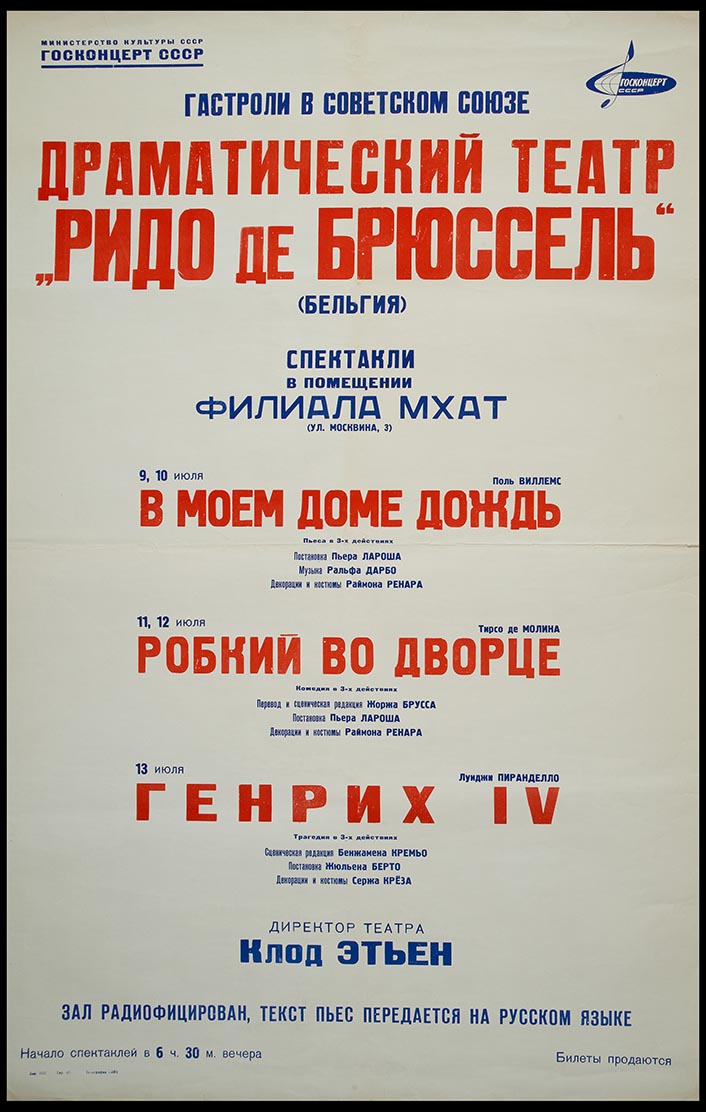 МИНИСТЕРСТВО КУЛЬТУРЫ СССР
ГОСКОНЦЕРТ СССР
ГОСКОНЦЕРТ
СССР
ГАСТРОЛИ В СОВЕТСКОМ СОЮЗЕ
ДРАМАТИЧЕСКИЙ ТЕАТР
„РИДО ДЕ БРЮССЕЛЬ“
(БЕЛЬГИЯ)
СПЕКТАКЛИ
В ПОМЕЩЕНИИ
ФИЛИАЛА МХАТ
(УЛ. МОСКВИНА, 3)
9, 10 июля
Поль ВИЛЛЕМС
В МОЕМ ДОМЕ ДОЖДЬ
Пьеса в 3-х действиях
Постановка Пьера ЛАРОША
Музыка Ральфа ДАРБО
Декорации и костюмы Раймона РЕНАРА
11, 12 июля
Тирсо де МОЛИНА
РОБКИЙ ВО ДВОРЦЕ
Комедия в 3-х действиях
Перевод и сценическая редакция Жоржа БРУССА
Постановка Пьера ЛАРОША
Декорации и костюмы Раймона РЕНАРА
13 июля
Луиджи ПИРАНДЕЛЛО
ГЕНРИХ IV
Трагедия в 3-х действиях
Сценическая редакция Бенжамена КРЕМЬО
Постановка Жюльена БЕРТО
Декорации и костюмы Сержа КРЁЗА
ДИРЕКТОР ТЕАТРА
Клод ЭТЬЕН
ЗАЛ РАДИОФИЦИРОВАН, ТЕКСТ ПЬЕС ПЕРЕДАЕТСЯ НА РУССКОМ ЯЗЫКЕ
Начало спектаклей в 6 ч. 30 м. вечера
Билеты продаются